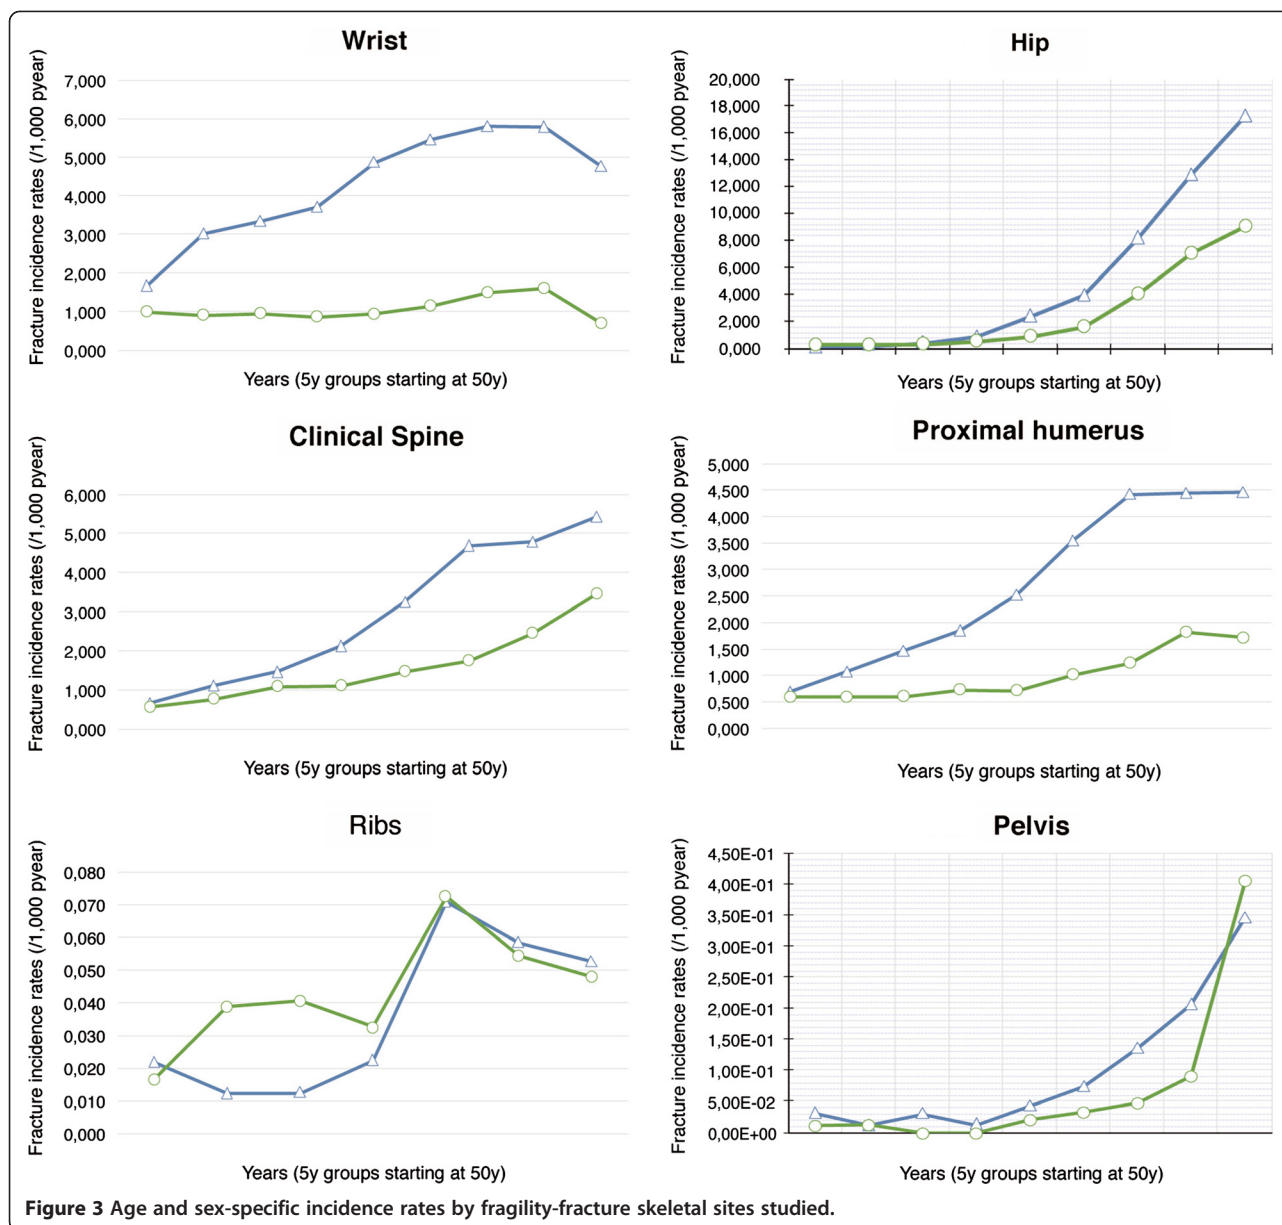 Wrist
Fracture incidence rates (/1,000 pyear)
7,000
6,000
5,000
4,000
3,000
2,000
1,000
0,000
Years (5y groups starting at 50y)
Hip
Fracture incidence rates (/1,000 pyear)
20,000
18,000
16,000
14,000
12,000
10,000
8,000
6,000
4,000
2,000
0,000
Years (5y groups starting at 50y)
Clinical Spine
Fracture incidence rates (/1,000 pyear)
6,000
5,000
4,000
3,000
2,000
1,000
0,000
Years (5y groups starting at 50y)
Proximal humerus
Fracture incidence rates (/1,000 pyear)
5,000
4,500
4,000
3,500
3,000
2,500
2,000
1,500
1,000
0,500
0,000
Years (5y groups starting at 50y)
Ribs
Fracture incidence rates (/1,000 pyear)
0,080
0,070
0,060
0,050
0,040
0,030
0,020
0,010
0,000
Years (5y groups starting at 50y)
Pelvis
Fracture incidence rates (/1,000 pyear)
4,50E-01
4,00E-01
3,50E-01
3,00E-01
2,50E-01
2,00E-01
1,50E-01
1,00E-01
5,00E-02
0,00E+00
Years (5y groups starting at 50y)
Figure 3 Age and sex-specific incidence rates by fragility-fracture skeletal sites studied.